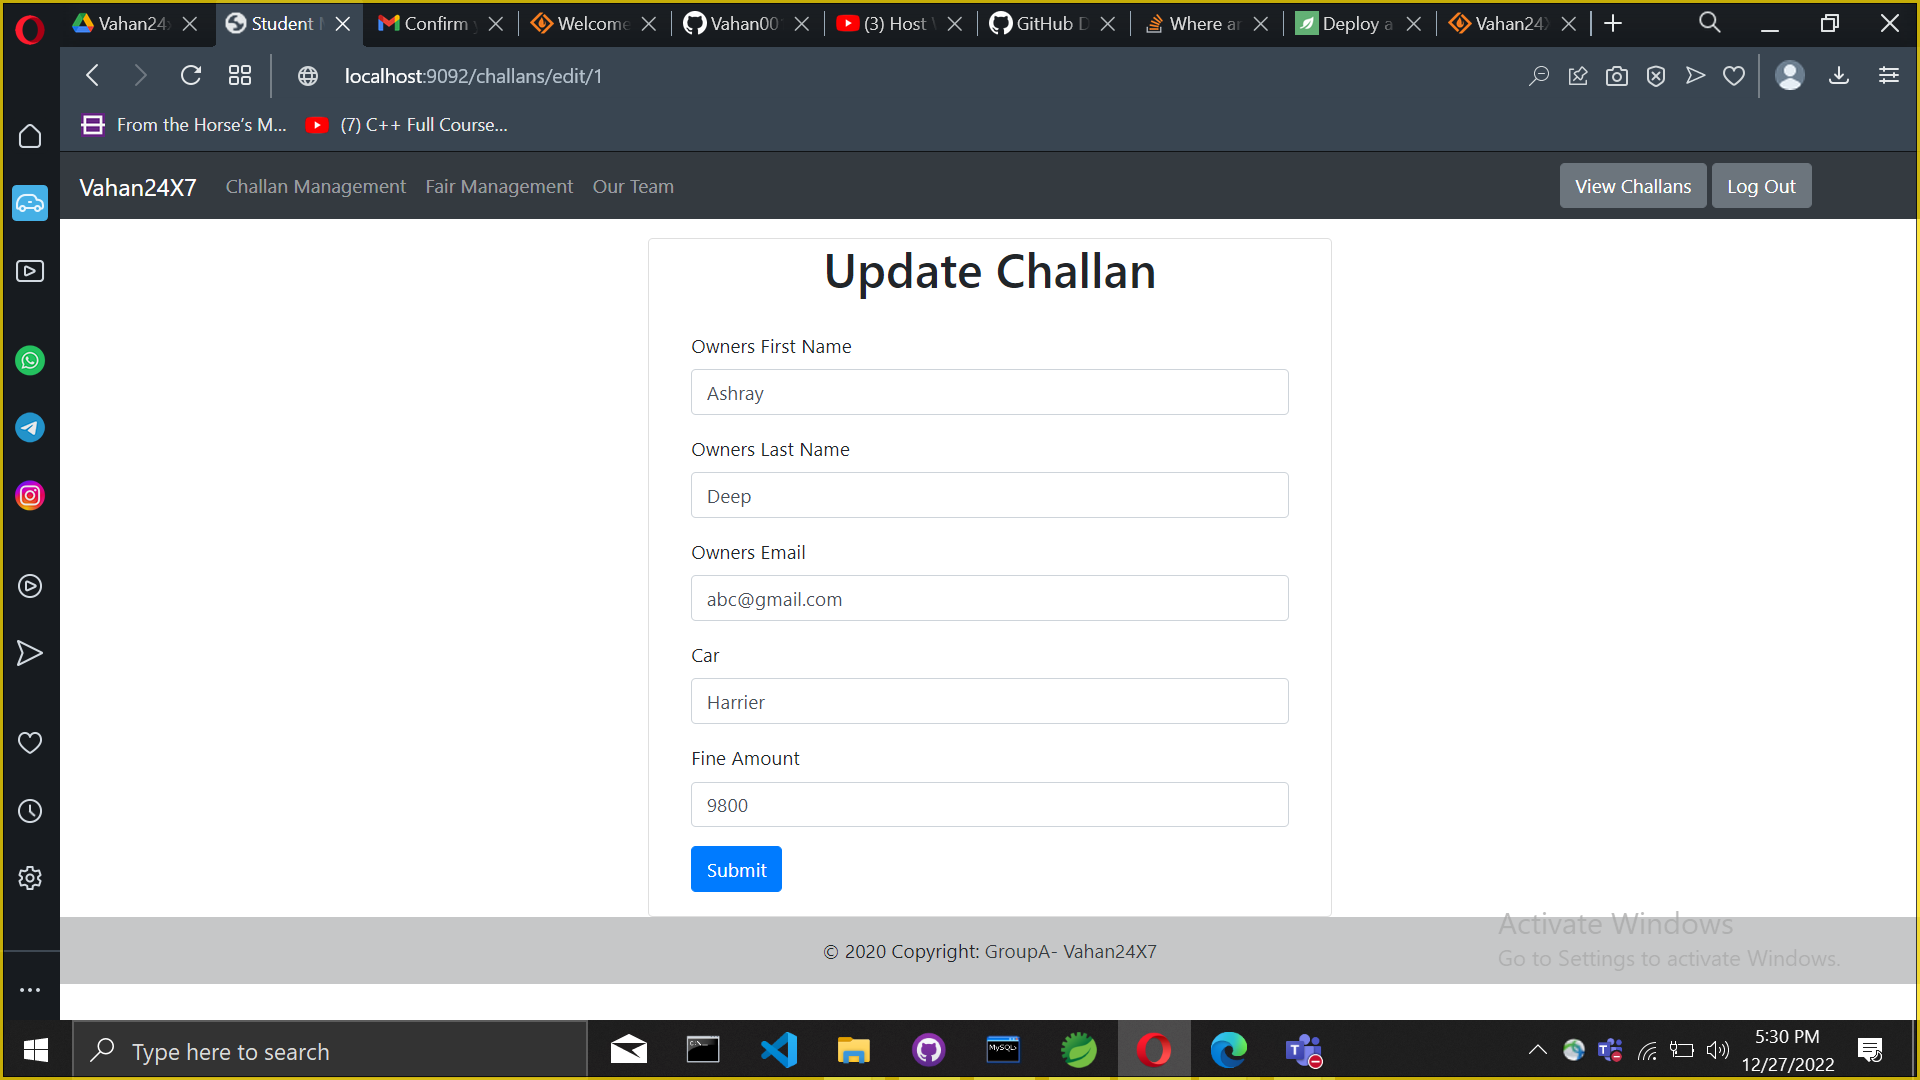 Vahan24
Student
Confirm
Welcome
Vahan00
(3) Host
GitHub D
Where ar
Deploy a
Vahan24
localhost:9092/challans/edit/1
From the Horse's M...
(7) C++ Full Course...
Vahan24X7
Challan Management
Fair Management
Our Team
View Challans
Log Out
Update Challan
Owners First Name
Ashray
Owners Last Name
Deep
Owners Email
abc@gmail.com
Car
Harrier
Fine Amount
9800
Submit
Activate Windows
Go to Settings to activate Windows.
© 2020 Copyright: GroupA- Vahan24X7
Type here to search
MySQL
5:30 PM
12/27/2022